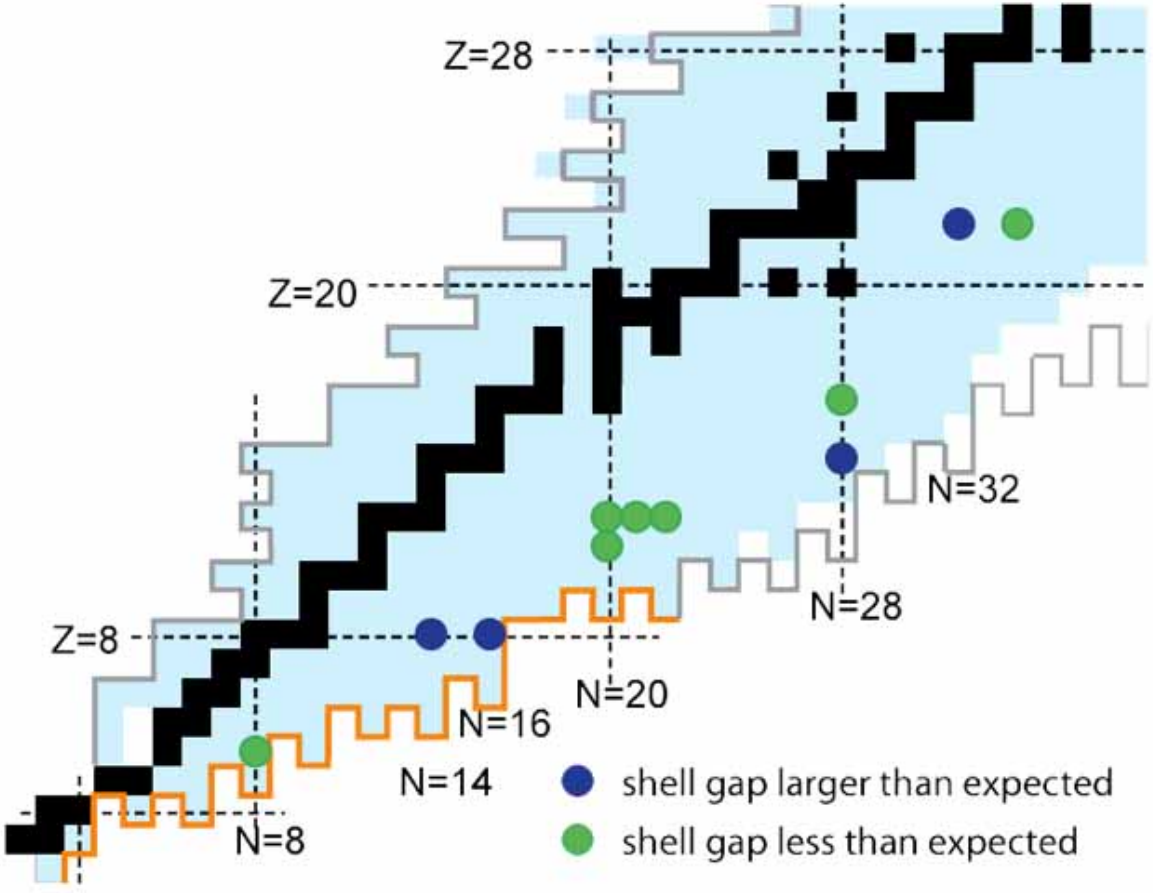 Z=28
Z=20
N=32
N=28
Z=8
N=20
N=16
N=14
shell gap larger than expected
N=8
shell gap less than expected